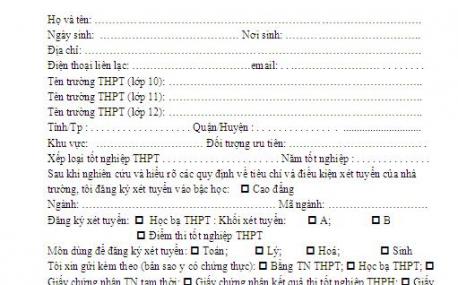 Họ và tên: ..............................
Ngày sinh: .............................. Nơi sinh: ..............................
Địa chỉ: ..............................
Điện thoại liên lạc: .............................. email: ..............................
Tên trường THPT (lớp 10): ..............................
Tên trường THPT (lớp 11): ..............................
Tên trường THPT (lớp 12): ..............................
Tỉnh/Tp : .............................. Quận/Huyện : ..............................
Khu vực: .............................. Đối tượng ưu tiên: ..............................
Xếp loại tốt nghiệp THPT .............................. Năm tốt nghiệp : ..............................
Sau khi nghiên cứu và hiểu rõ các quy định về tiêu chí và điều kiện xét tuyển của nhà
trường, tôi đăng ký xét tuyển vào bậc học: ☐ Cao đẳng
Ngành: .............................. Mã ngành: ..............................
Đăng ký xét tuyển: ☐ Học bạ THPT : Khối xét tuyển: ☐ A; ☐ B
☐ Điểm thi tốt nghiệp THPT
Môn dùng để đăng ký xét tuyển: ☐ Toán; ☐ Lý; ☐ Hoá; ☐ Sinh
Tôi xin gửi kèm theo (bản sao y có chứng thực): ☐ Bằng TN THPT; ☐ Học bạ THPT; ☐
Giấy chứng nhận TN tạm thời; ☐ Giấy chứng nhận kết quả thi tốt nghiệp THPH; ☐ Giấy